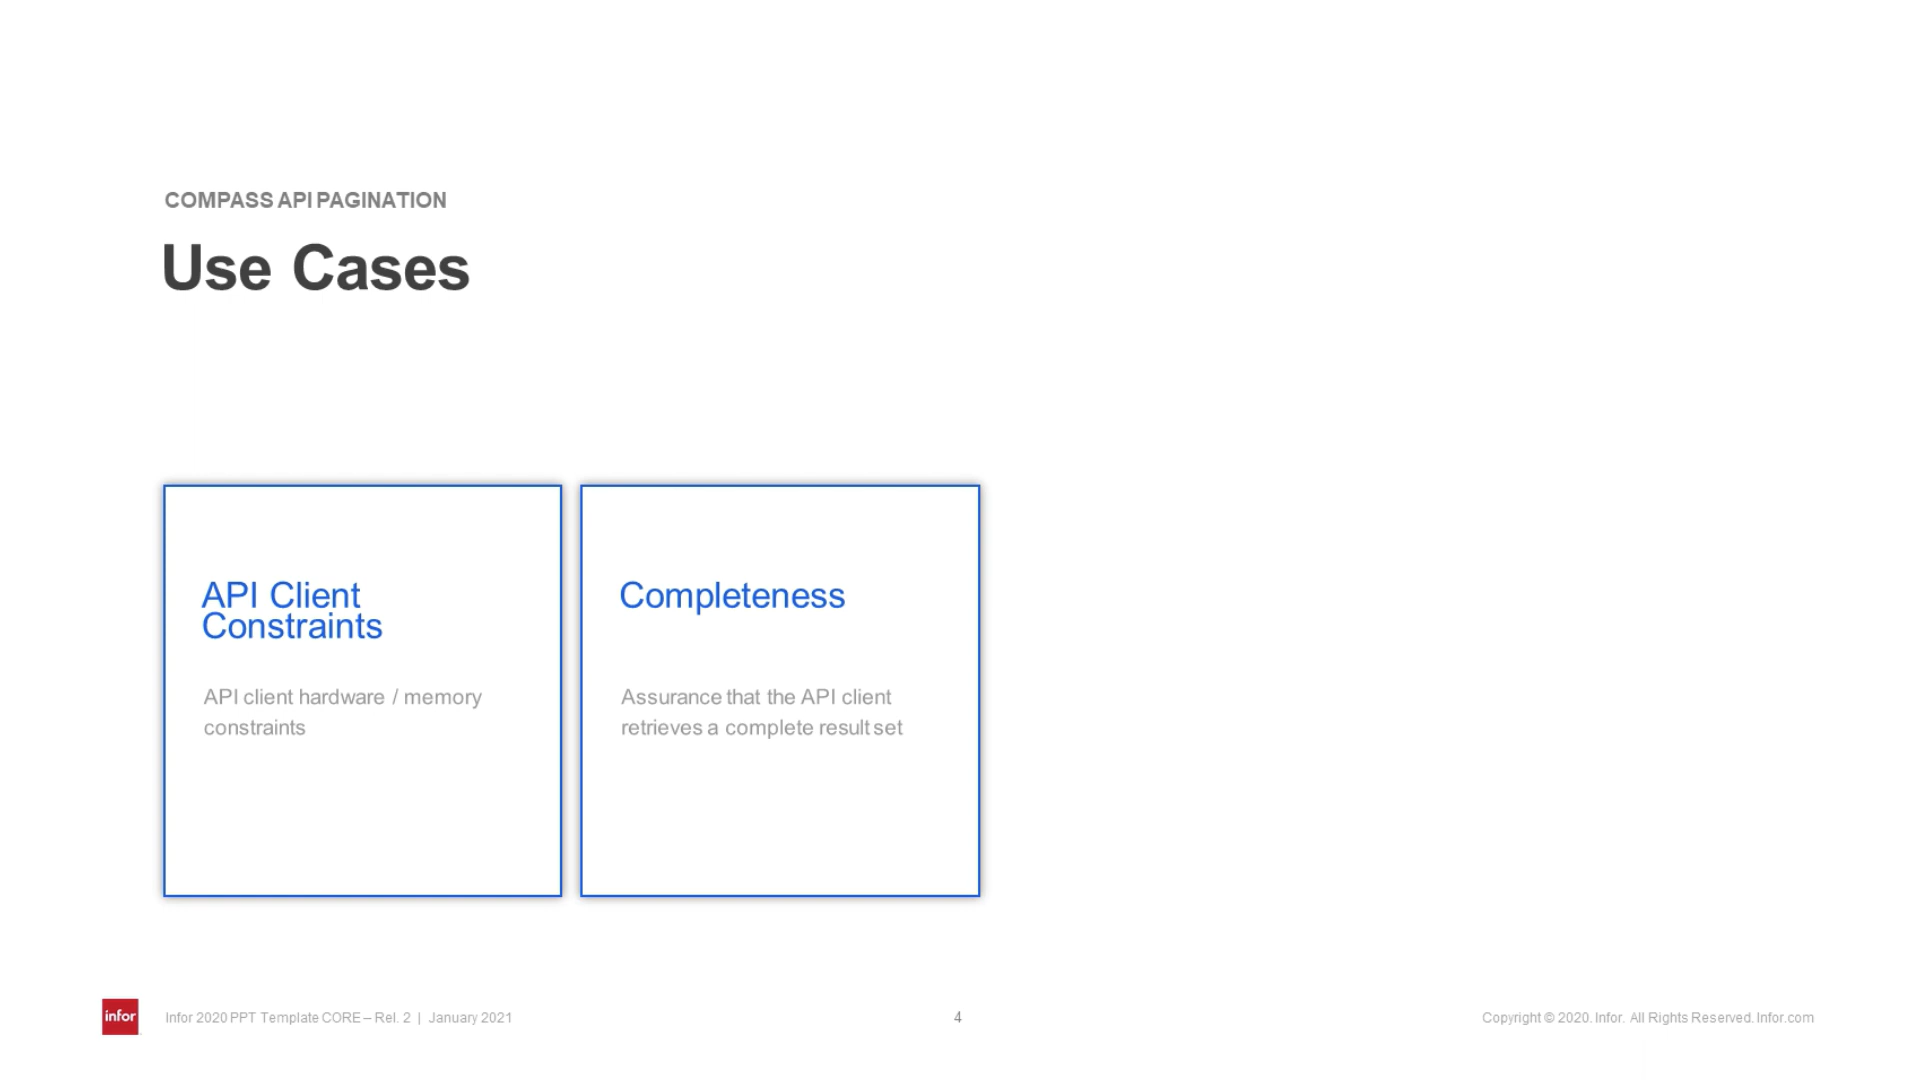 COMPASS API PAGINATION
Use Cases
API Client
Constraints
API client hardware / memory
constraints
Completeness
Assurance that the API client
retrieves a complete result set
infor
Infor 2020 PPT Template CORE – Rel. 2 | January 2021
4
Copyright © 2020. Infor. All Rights Reserved. Infor.com